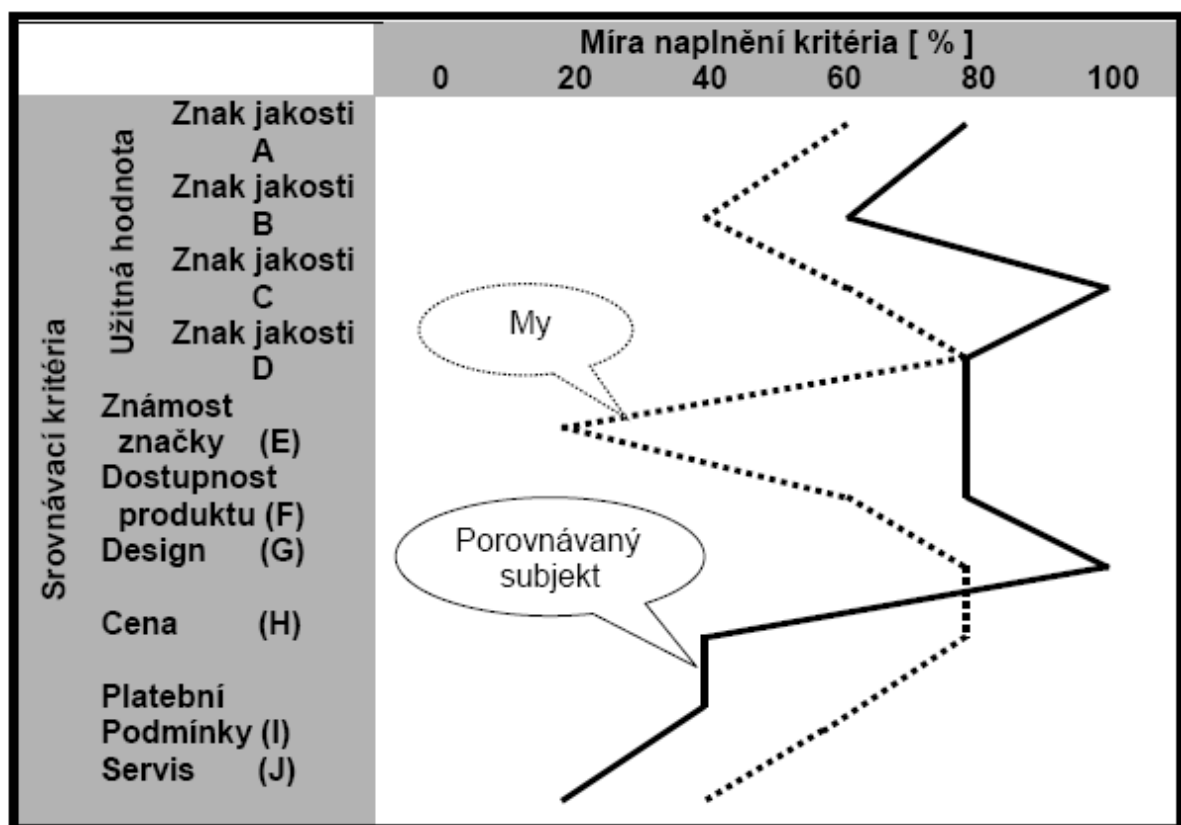 Míra naplnění kritéria [ % ]
0 20 40 60 80 100
Srovnávací kritéria
Užitná hodnota
Znak jakosti
A
Znak jakosti
B
Znak jakosti
C
Znak jakosti
D
Známost
značky (E)
Dostupnost
produktu (F)
Design (G)
Cena (H)
Platební
Podmínky (I)
Servis (J)
My
Porovnávaný
subjekt